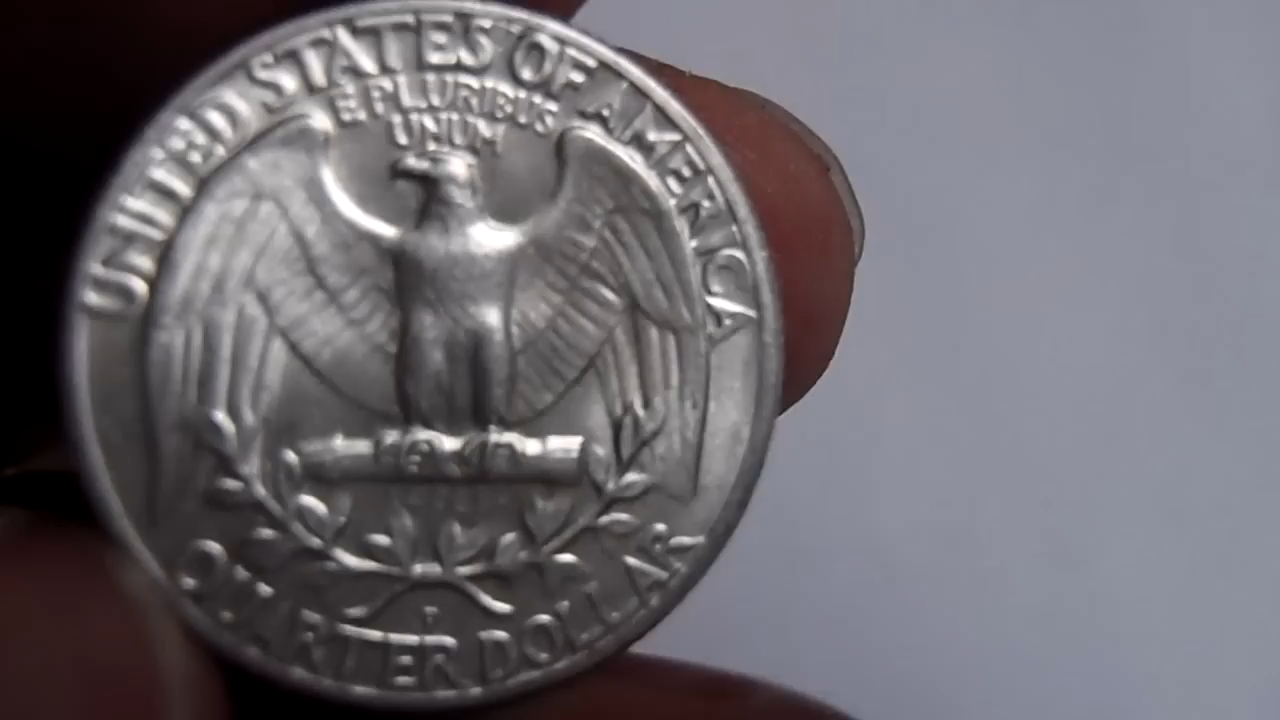 UNITED STATES OF AMERICA
E PLURIBUS
UNUM
QUARTER DOLLAR